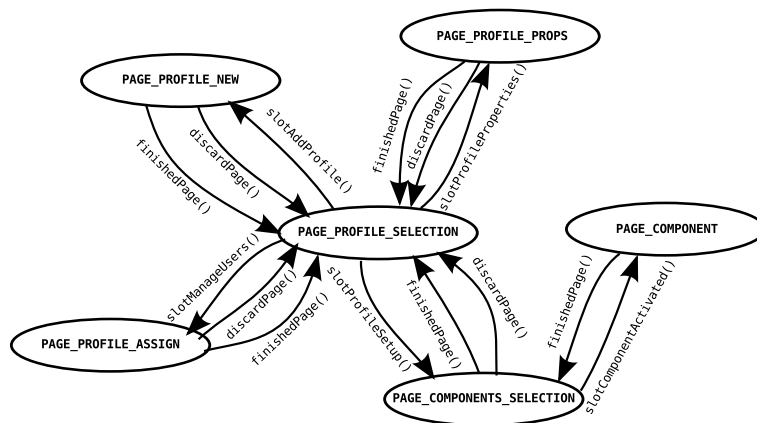 PAGE_PROFILE_PROPS
PAGE_PROFILE_NEW
finishedPage()
discardPage()
slotProfileProperties()
slotAddProfile()
discardPage()
finishedPage()
PAGE_PROFILE_SELECTION
PAGE_COMPONENT
slotManageUsers()
discardPage()
finishedPage()
slotProfileSetup()
finishedPage()
discardPage()
finishedPage()
slotComponentActivated()
PAGE_PROFILE_ASSIGN
PAGE_COMPONENTS_SELECTION